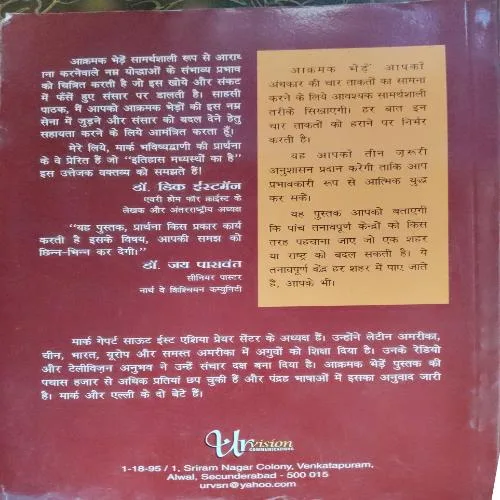 आक्रमक भेड़ें सामर्थशाली रूप से आराध
ाना करनेवाले नम्र योध्दाओं के संभाव्य प्रभाव
को चित्रित करती है जो इस खोये और संकट
में फँसें हुए संसार पर डालती है। साहसी
पाठक, मैं आपको आक्रमक भेड़ों की इस नम्र
सेना में जुड़ने और संसार को बदल देने हेतु
सहायता करने के लिये आमंत्रित करता हूँ।
मेरे लिये, मार्क भविष्यद्वाणी की प्रार्थना
के वे प्रेरित हैं जो "इतिहास मध्यस्थों का है"
इस उत्तेजक वक्तव्य को समझते हैं!
डॉ. डिक ईस्टमॅन
एवरी होम फॉर क्राईस्ट के
लेखक और अंतरराष्ट्रीय अध्यक्ष
"यह पुस्तक, प्रार्थना किस प्रकार कार्य
करती है इसके विषय, आपकी समझ को
छिन्न-भिन्न कर देगी।"
डॉ. जय पासवंत
सीनियर पास्टर
नार्थ वे क्रिश्चियन कम्युनिटी
आक्रमक भेड़ें आपको
अंधकार की चार ताकतों का सामना
करने के लिये आवश्यक सामर्थशाली
तरीके सिखाएगी। हर बात इन
चार ताकतों को हराने पर निर्भर
करती है।
यह आपको तीन ज़रूरी
अनुशासन प्रदान करेगी ताकि आप
प्रभावकारी रूप से आत्मिक युद्ध
कर सकें।
यह पुस्तक आपको बताएगी
कि पांच तनावपूर्ण केंन्द्रों को किस
तरह पहचाना जाए जो एक शहर
या राष्ट्र को बदल सकती है। ये
तनावपूर्ण केंद्र हर शहर में पाए जाते
हैं, आपके भी।
मार्क गेपर्ट साऊट ईस्ट एशिया प्रेयर सेंटर के अध्यक्ष हैं। उन्होंने लेटीन अमरीका,
चीन, भारत, यूरोप और समस्त अमरीका में अगुवों को शिक्षा दिया है। उनके रेडियो
और टेलीविज़न अनुभव ने उन्हें संचार दक्ष बना दिया है। आक्रमक भेड़ें पुस्तक की
पचास हजार से अधिक प्रतियां छप चुकी हैं और पंद्रह भाषाओं में इसका अनुवाद जारी
है। मार्क और एल्ली के दो बेटे हैं।
Urvision
COMMUNICATIONS
1-18-95 / 1, Sriram Nagar Colony, Venkatapuram,
Alwal, Secunderabad - 500 015
urvsn@yahoo.com